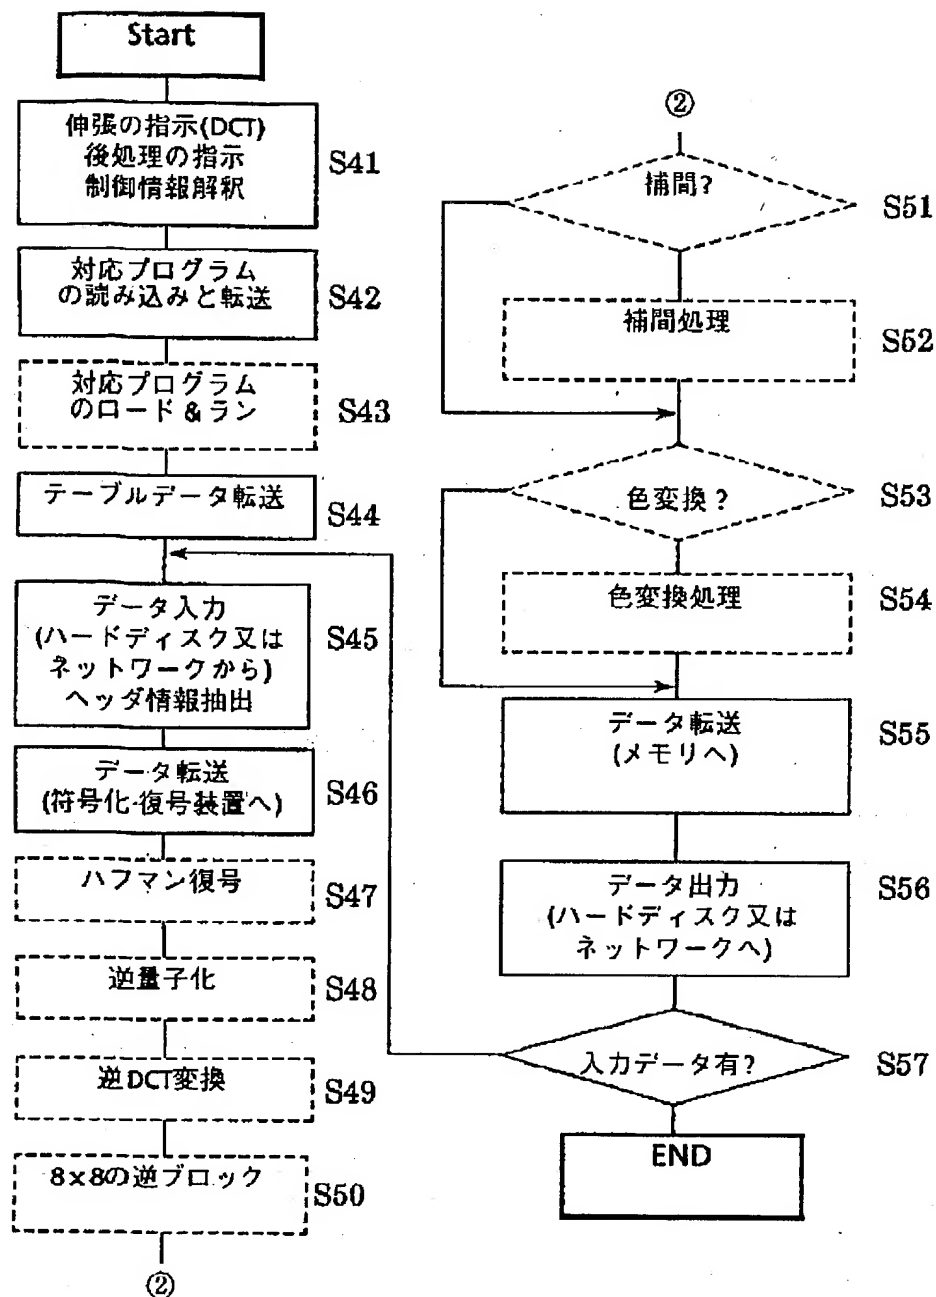 Start
伸張の指示(DCT)
後処理の指示
制御情報解釈
S41
対応プログラム
の読み込みと転送
S42
対応プログラム
のロード&ラン
S43
テーブルデータ転送
S44
データ入力
(ハードディスク又は
ネットワークから)
ヘッダ情報抽出
S45
データ転送
(符号化·復号装置へ)
S46
ハフマン復号
S47
逆量子化
S48
逆DCT変換
S49
8×8の逆ブロック
S50
②
②
補間?
S51
補間処理
S52
色変換?
S53
色変換処理
S54
データ転送
(メモリへ)
S55
データ出力
(ハードディスク又は
ネットワークへ)
S56
入力データ有?
S57
END